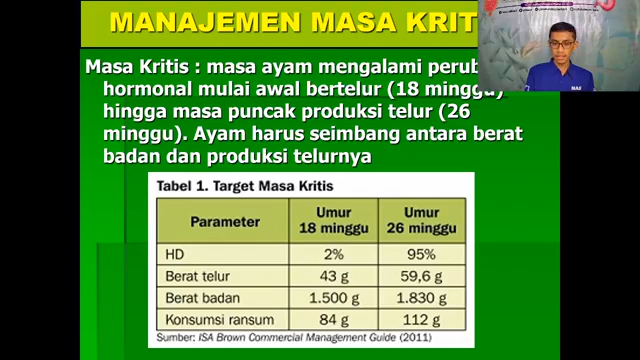 MANAJEMEN MASA KRIT
Masa Kritis : masa ayam mengalami perub
hormonal mulai awal bertelur (18 minggu)
hingga masa puncak produksi telur (26
minggu). Ayam harus seimbang antara berat
badan dan produksi telurnya
Tabel 1. Target Masa Kritis
Parameter Umur 18 minggu Umur 26 minggu
HD 2% 95%
Berat telur 43 g 59,6 g
Berat badan 1.500 g 1.830 g
Konsumsi ransum 84 g 112 g
Sumber: ISA Brown Commercial Management Guide (2011)